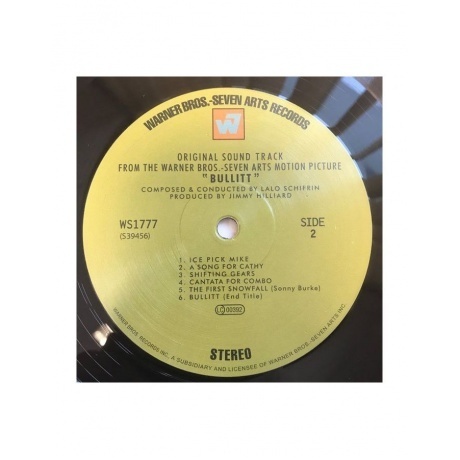 WARNER BROS.-SEVEN ARTS RECORDS
W7
ORIGINAL SOUND TRACK
FROM THE WARNER BROS.-SEVEN ARTS MOTION PICTURE
"BULLITT"
COMPOSED & CONDUCTED BY LALO SCHIFRIN
PRODUCED BY JIMMY HILLIARD
WS1777
(S39456)
SIDE
2
1. ICE PICK MIKE
2. A SONG FOR CATHY
3. SHIFTING GEARS
4. CANTATA FOR COMBO
5. THE FIRST SNOWFALL (Sonny Burke)
6. BULLITT (End Title)
LC 00392
STEREO
WARNER BROS. RECORDS INC. A SUBSIDIARY AND LICENSEE OF WARNER BROS.-SEVEN ARTS INC